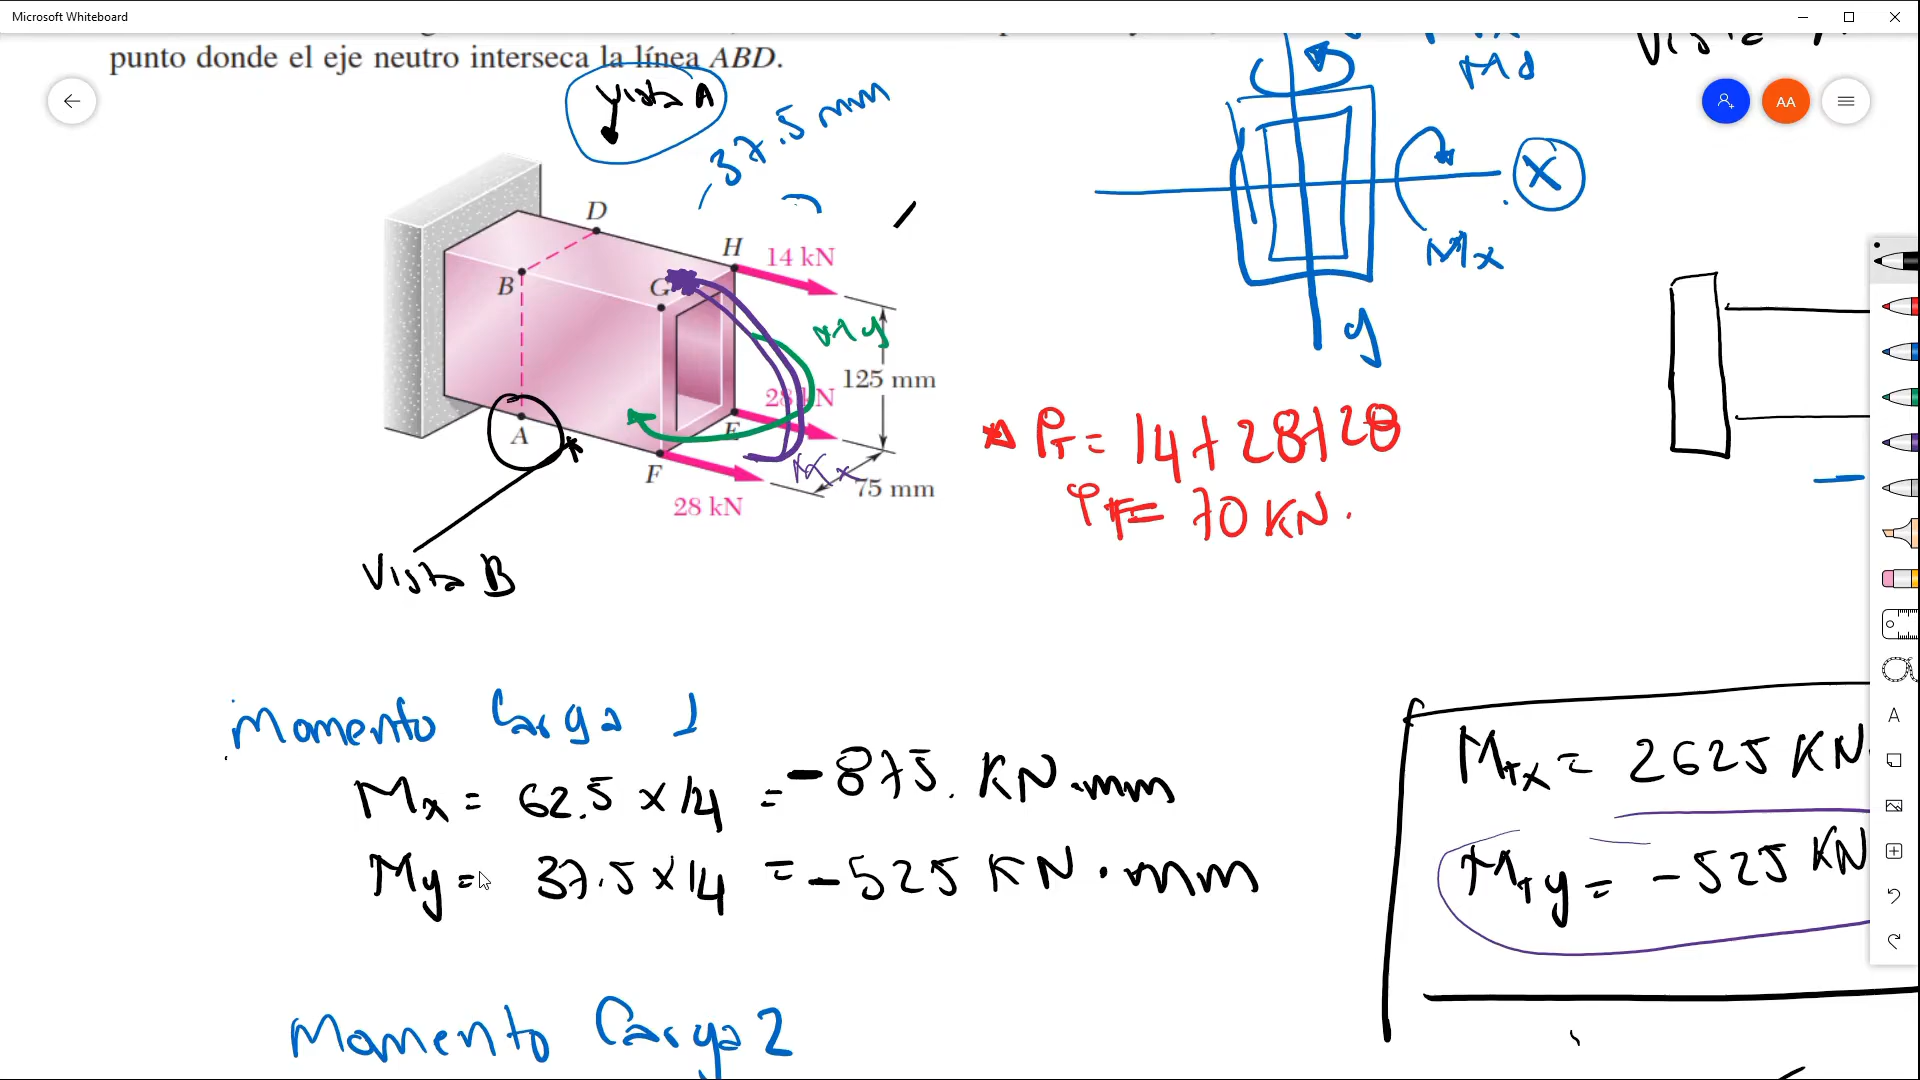 Microsoft Whiteboard
punto donde el eje neutro interseca la línea ABD.
Vista A
37.5 mm
AA
D
H
14 kN
B
G
My
125 mm
28 kN
A
E
F
Mx
75 mm
28 kN
Vista B
X
Mx
y
PT = 14+28+28
PT = 70 KN.
Momento Carga 1
Mx = 62.5 x 14 = -875. KN.mm
My = 37.5 x 14 = -525 KN.mm
MTx = 2625 KN
MTy = -525 KN
Momento Carga 2
A